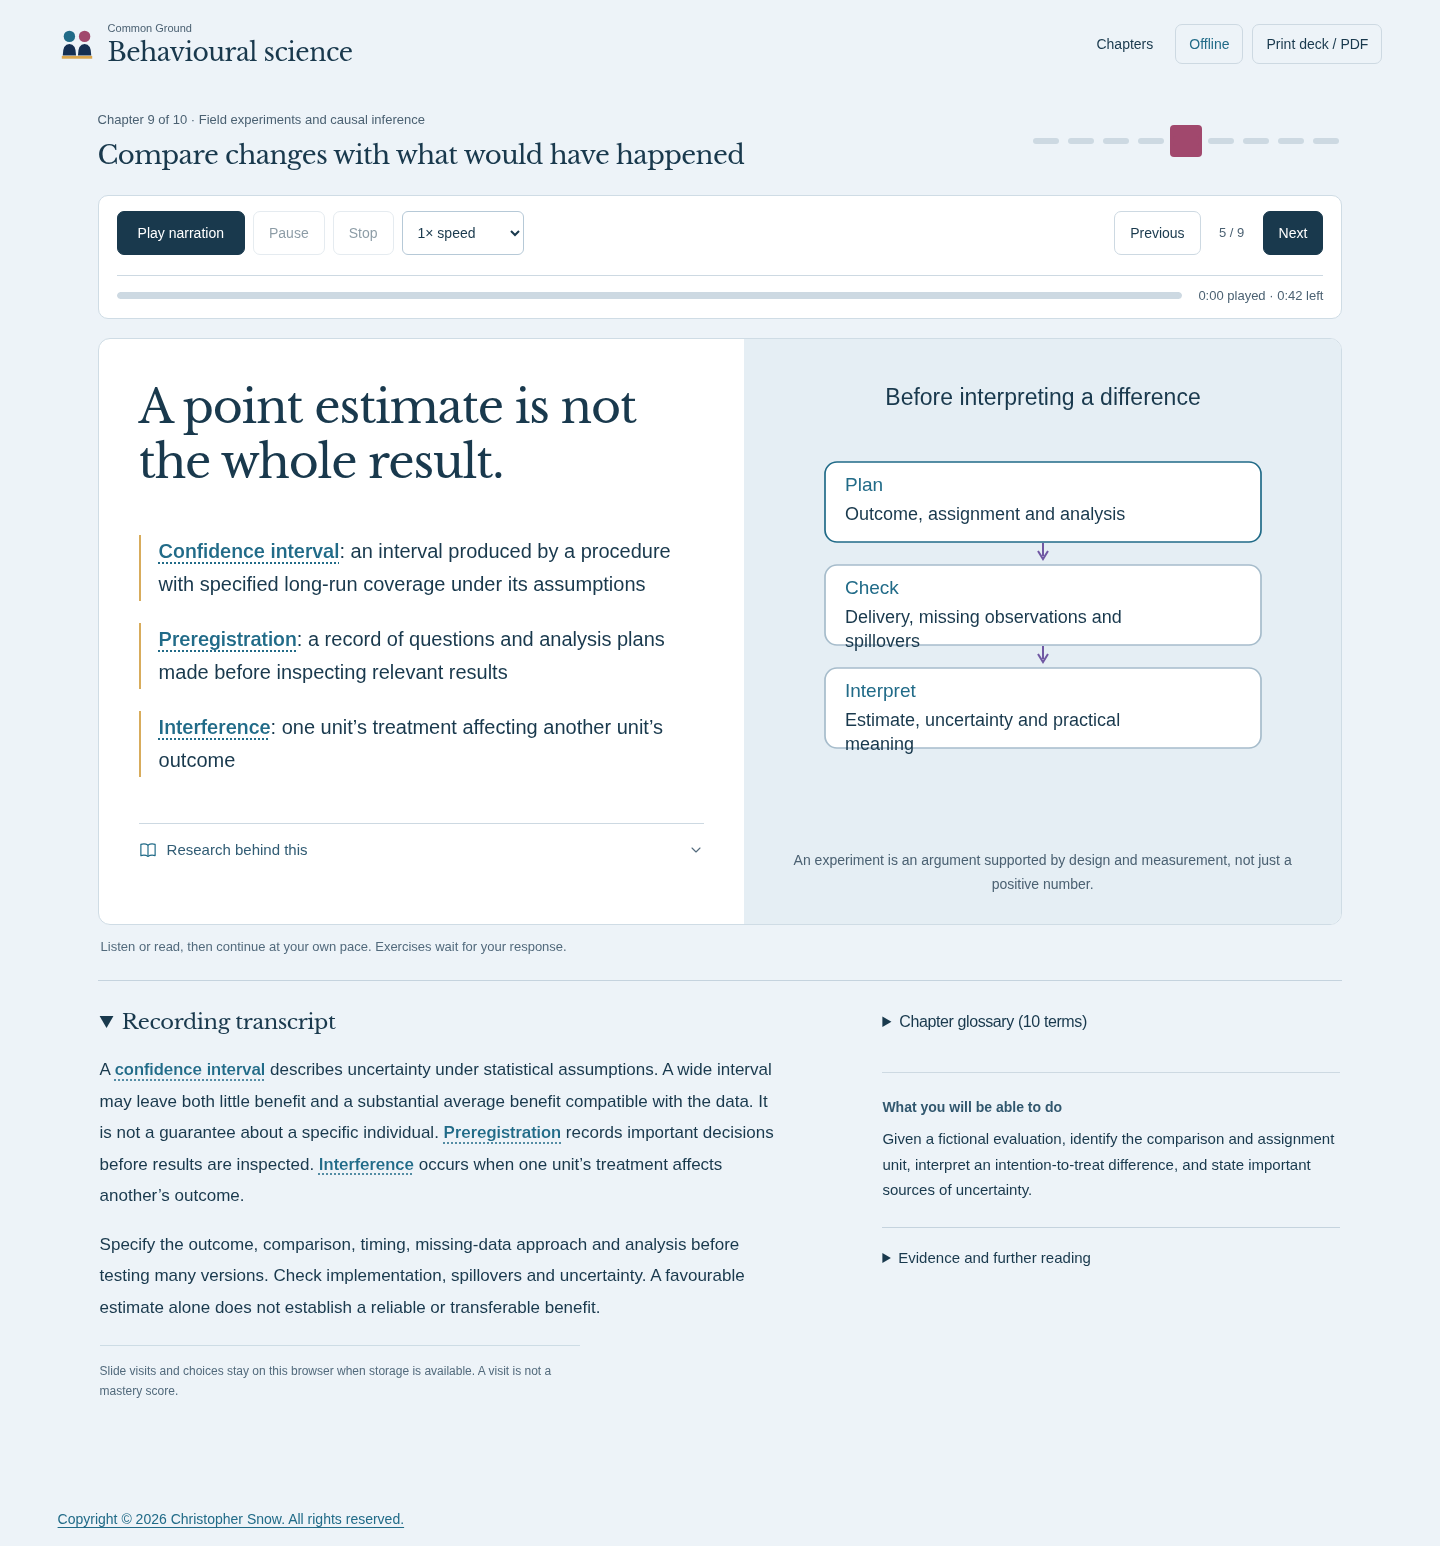 Common Ground
Behavioural science
Chapters
Offline
Print deck / PDF
Chapter 9 of 10 · Field experiments and causal inference
Compare changes with what would have happened
Play narration
Pause
Stop
1× speed
Previous
5 / 9
Next
0:00 played · 0:42 left
A point estimate is not
the whole result.
Confidence interval: an interval produced by a procedure
with specified long-run coverage under its assumptions
Preregistration: a record of questions and analysis plans
made before inspecting relevant results
Interference: one unit’s treatment affecting another unit’s
outcome
Research behind this
Before interpreting a difference
Plan
Outcome, assignment and analysis
Check
Delivery, missing observations and
spillovers
Interpret
Estimate, uncertainty and practical
meaning
An experiment is an argument supported by design and measurement, not just a
positive number.
Listen or read, then continue at your own pace. Exercises wait for your response.
Recording transcript
A confidence interval describes uncertainty under statistical assumptions. A wide interval
may leave both little benefit and a substantial average benefit compatible with the data. It
is not a guarantee about a specific individual. Preregistration records important decisions
before results are inspected. Interference occurs when one unit’s treatment affects
another’s outcome.
Specify the outcome, comparison, timing, missing-data approach and analysis before
testing many versions. Check implementation, spillovers and uncertainty. A favourable
estimate alone does not establish a reliable or transferable benefit.
Slide visits and choices stay on this browser when storage is available. A visit is not a
mastery score.
Chapter glossary (10 terms)
What you will be able to do
Given a fictional evaluation, identify the comparison and assignment
unit, interpret an intention-to-treat difference, and state important
sources of uncertainty.
Evidence and further reading
Copyright © 2026 Christopher Snow. All rights reserved.